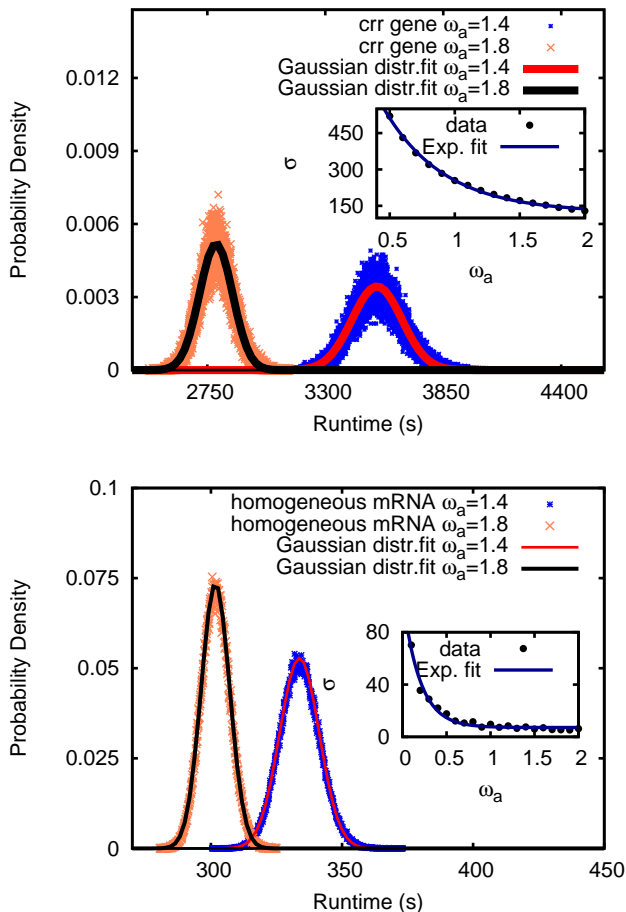 crr gene ωa=1.4
crr gene ωa=1.8
Gaussian distr.fit ωa=1.4
Gaussian distr.fit ωa=1.8
0.012
0.009
0.006
0.003
0
Probability Density
2750
3300
3850
4400
Runtime (s)
data
Exp. fit
450
300
150
σ
0.5
1
1.5
2
ωa
homogeneous mRNA ωa=1.4
homogeneous mRNA ωa=1.8
Gaussian distr.fit ωa=1.4
Gaussian distr.fit ωa=1.8
0.1
0.075
0.05
0.025
0
Probability Density
300
350
400
450
Runtime (s)
data
Exp. fit
80
40
0
σ
0
0.5
1
1.5
2
ωa